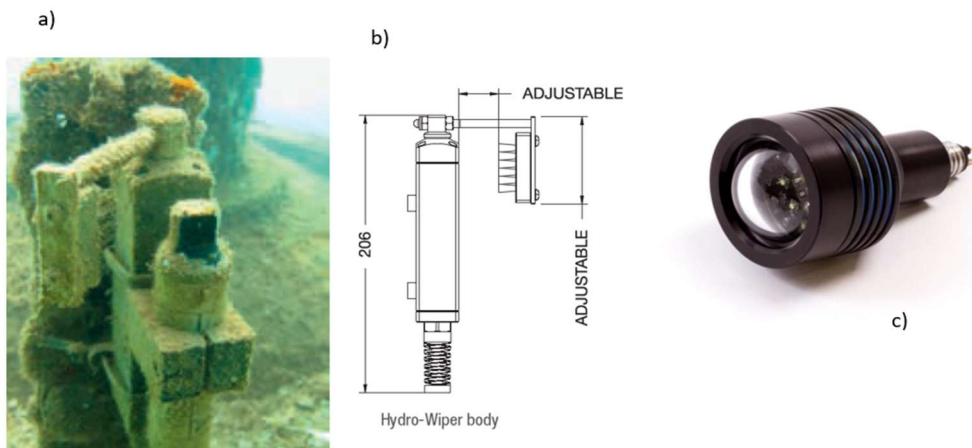 a)
b)
ADJUSTABLE
206
ADJUSTABLE
Hydro-Wiper body
c)